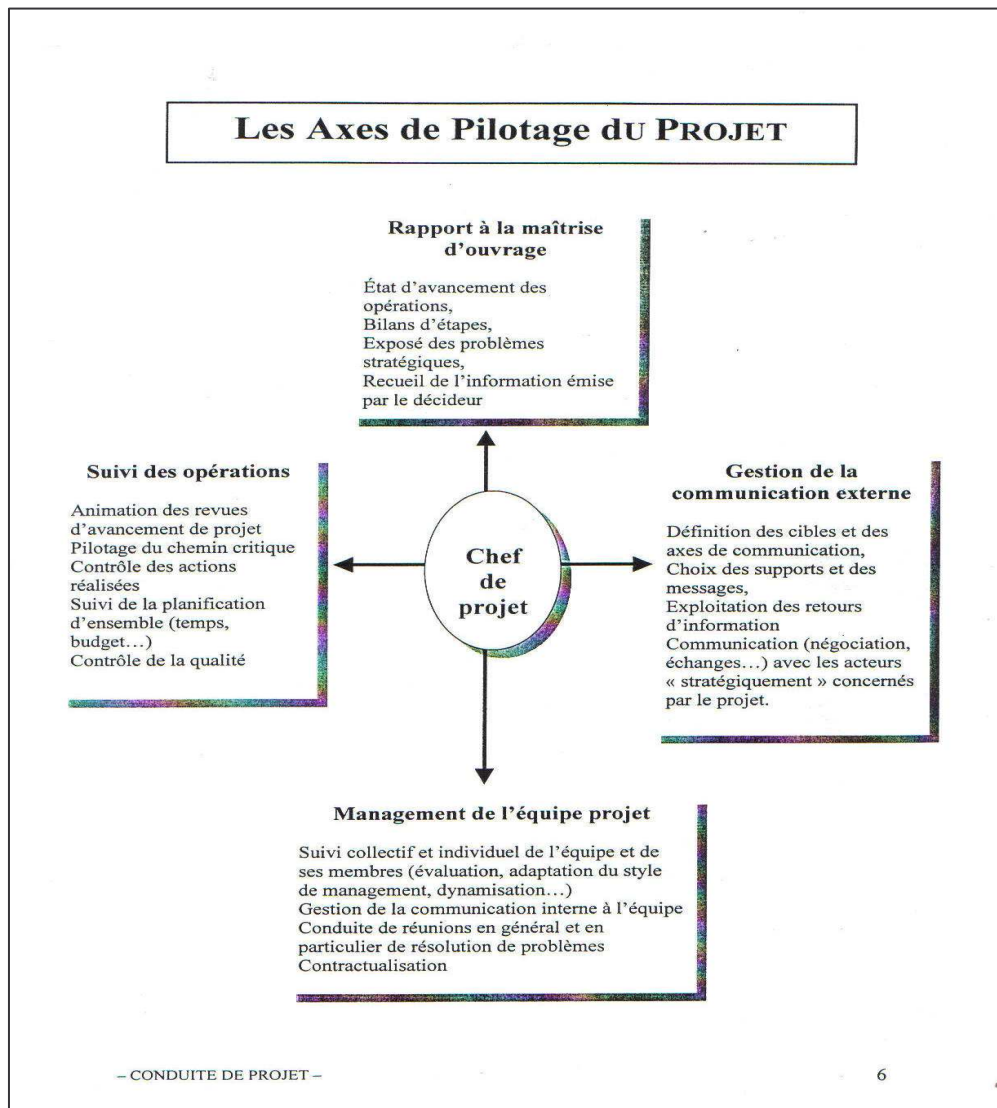 Les Axes de Pilotage dU PROJET
Rapport à la maîtrise
d’ouvrage
État d’avancement des
opérations,
Bilans d’étapes,
Exposé des problèmes
stratégiques,
Recueil de l’information émise
par le décideur
Suivi des opérations
Animation des revues
d’avancement de projet
Pilotage du chemin critique
Contrôle des actions
réalisées
Suivi de la planification
d’ensemble (temps,
budget…)
Contrôle de la qualité
Chef
de
projet
Gestion de la
communication externe
Définition des cibles et des
axes de communication,
Choix des supports et des
messages,
Exploitation des retours
d’information
Communication (négociation,
échanges…) avec les acteurs
« stratégiquement » concernés
par le projet.
Management de l’équipe projet
Suivi collectif et individuel de l’équipe et de
ses membres (évaluation, adaptation du style
de management, dynamisation…)
Gestion de la communication interne à l’équipe
Conduite de réunions en général et en
particulier de résolution de problèmes
Contractualisation
– CONDUITE DE PROJET –
6